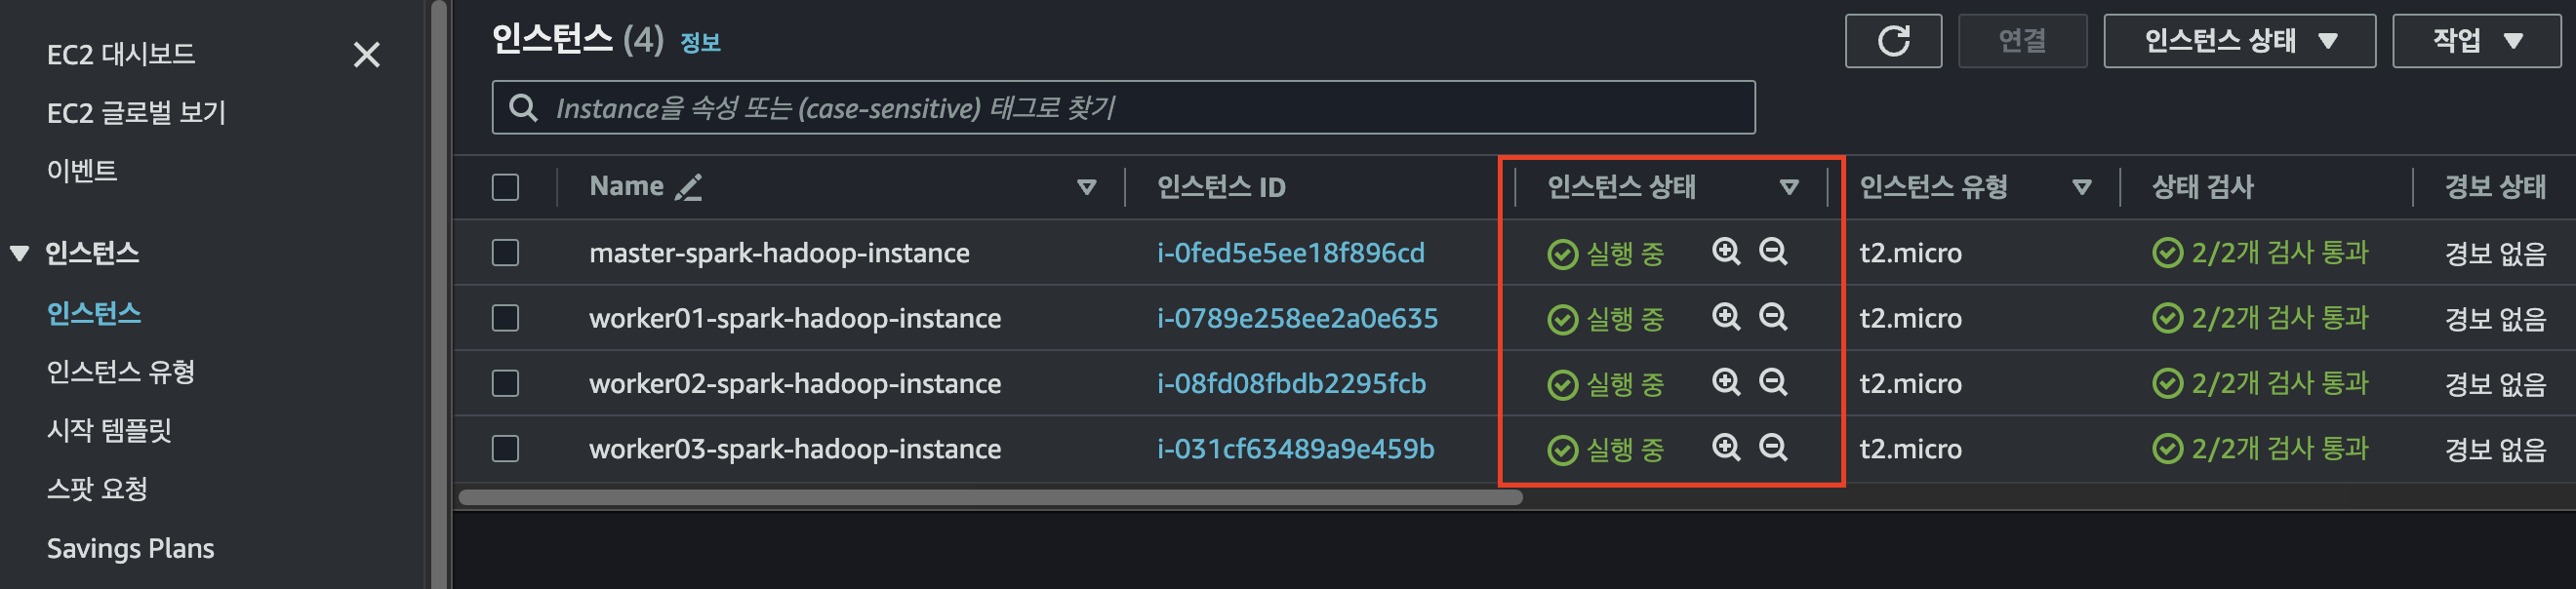 EC2 대시보드
EC2 글로벌 보기
이벤트
인스턴스
인스턴스
인스턴스 유형
시작 템플릿
스팟 요청
Savings Plans
인스턴스 (4) 정보
연결
인스턴스 상태
작업
Instance을 속성 또는 (case-sensitive) 태그로 찾기
Name 인스턴스 ID 인스턴스 상태 인스턴스 유형 상태 검사 경보 상태
master-spark-hadoop-instance i-0fed5e5ee18f896cd 실행 중 t2.micro 2/2개 검사 통과 경보 없음
worker01-spark-hadoop-instance i-0789e258ee2a0e635 실행 중 t2.micro 2/2개 검사 통과 경보 없음
worker02-spark-hadoop-instance i-08fd08fbdb2295fcb 실행 중 t2.micro 2/2개 검사 통과 경보 없음
worker03-spark-hadoop-instance i-031cf63489a9e459b 실행 중 t2.micro 2/2개 검사 통과 경보 없음